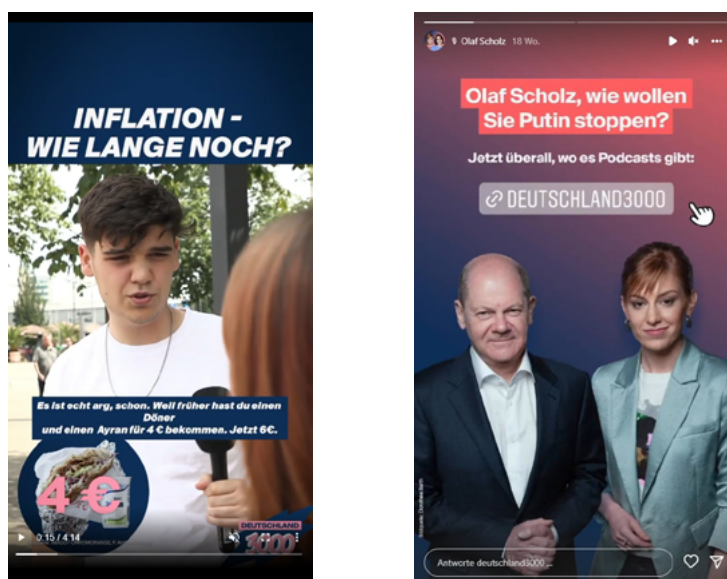 INFLATION -
WIE LANGE NOCH?
Es ist echt arg, schon. Weil früher hast du einen
Döner
und einen Ayran für 4 € bekommen. Jetzt 6€.
4 €
0:15 / 4:14
DEUTSCHLAND
3000
Olaf Scholz 18 Wo.
Olaf Scholz, wie wollen
Sie Putin stoppen?
Jetzt überall, wo es Podcasts gibt:
DEUTSCHLAND3000
Antworte deutschland3000 ...